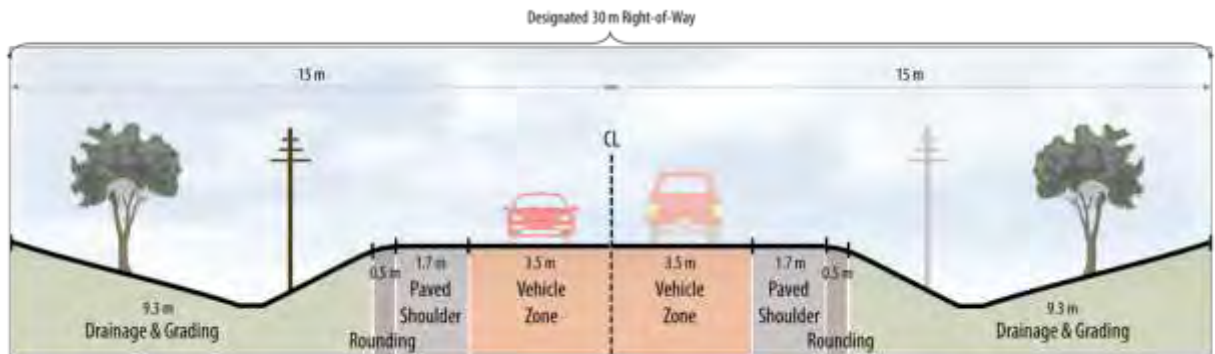 Designated 30 m Right-of-Way
15 m
15 m
CL
0.5 m
1.7 m
3.5 m
3.5 m
1.7 m
0.5 m
9.3 m
Drainage & Grading
Rounding
Paved
Shoulder
Vehicle
Zone
Vehicle
Zone
Paved
Shoulder
Rounding
9.3 m
Drainage & Grading